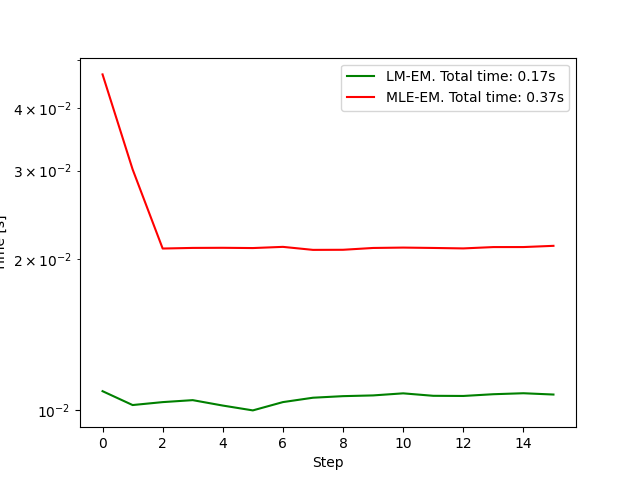 LM-EM. Total time: 0.17s
MLE-EM. Total time: 0.37s
4 × 10⁻²
3 × 10⁻²
2 × 10⁻²
10⁻²
[s]
0 2 4 6 8 10 12 14
Step